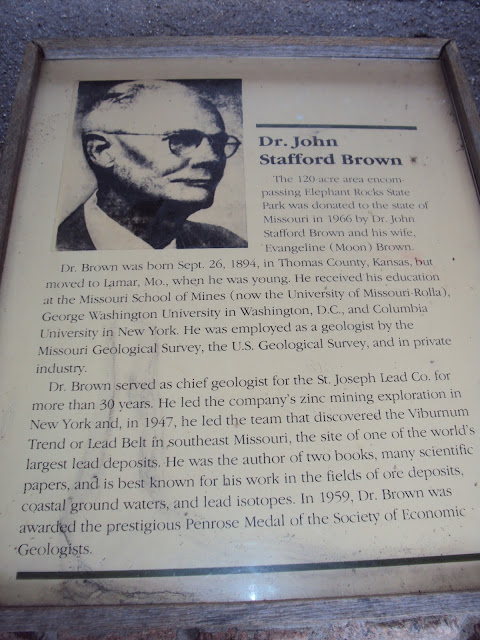 Dr. John
Stafford Brown
The 120-acre area encom-
passing Elephant Rocks State
Park was donated to the state of
Missouri in 1966 by Dr. John
Stafford Brown and his wife,
Evangeline (Moon) Brown.
Dr. Brown was born Sept. 26, 1894, in Thomas County, Kansas, but
moved to Lamar, Mo., when he was young. He received his education
at the Missouri School of Mines (now the University of Missouri-Rolla),
George Washington University in Washington, D.C., and Columbia
University in New York. He was employed as a geologist by the
Missouri Geological Survey, the U.S. Geological Survey, and in private
industry.
Dr. Brown served as chief geologist for the St. Joseph Lead Co. for
more than 30 years. He led the company's zinc mining exploration in
New York and, in 1947, he led the team that discovered the Viburnum
Trend or Lead Belt in southeast Missouri, the site of one of the world's
largest lead deposits. He was the author of two books, many scientific
papers, and is best known for his work in the fields of ore deposits,
coastal ground waters, and lead isotopes. In 1959, Dr. Brown was
awarded the prestigious Penrose Medal of the Society of Economic
Geologists.